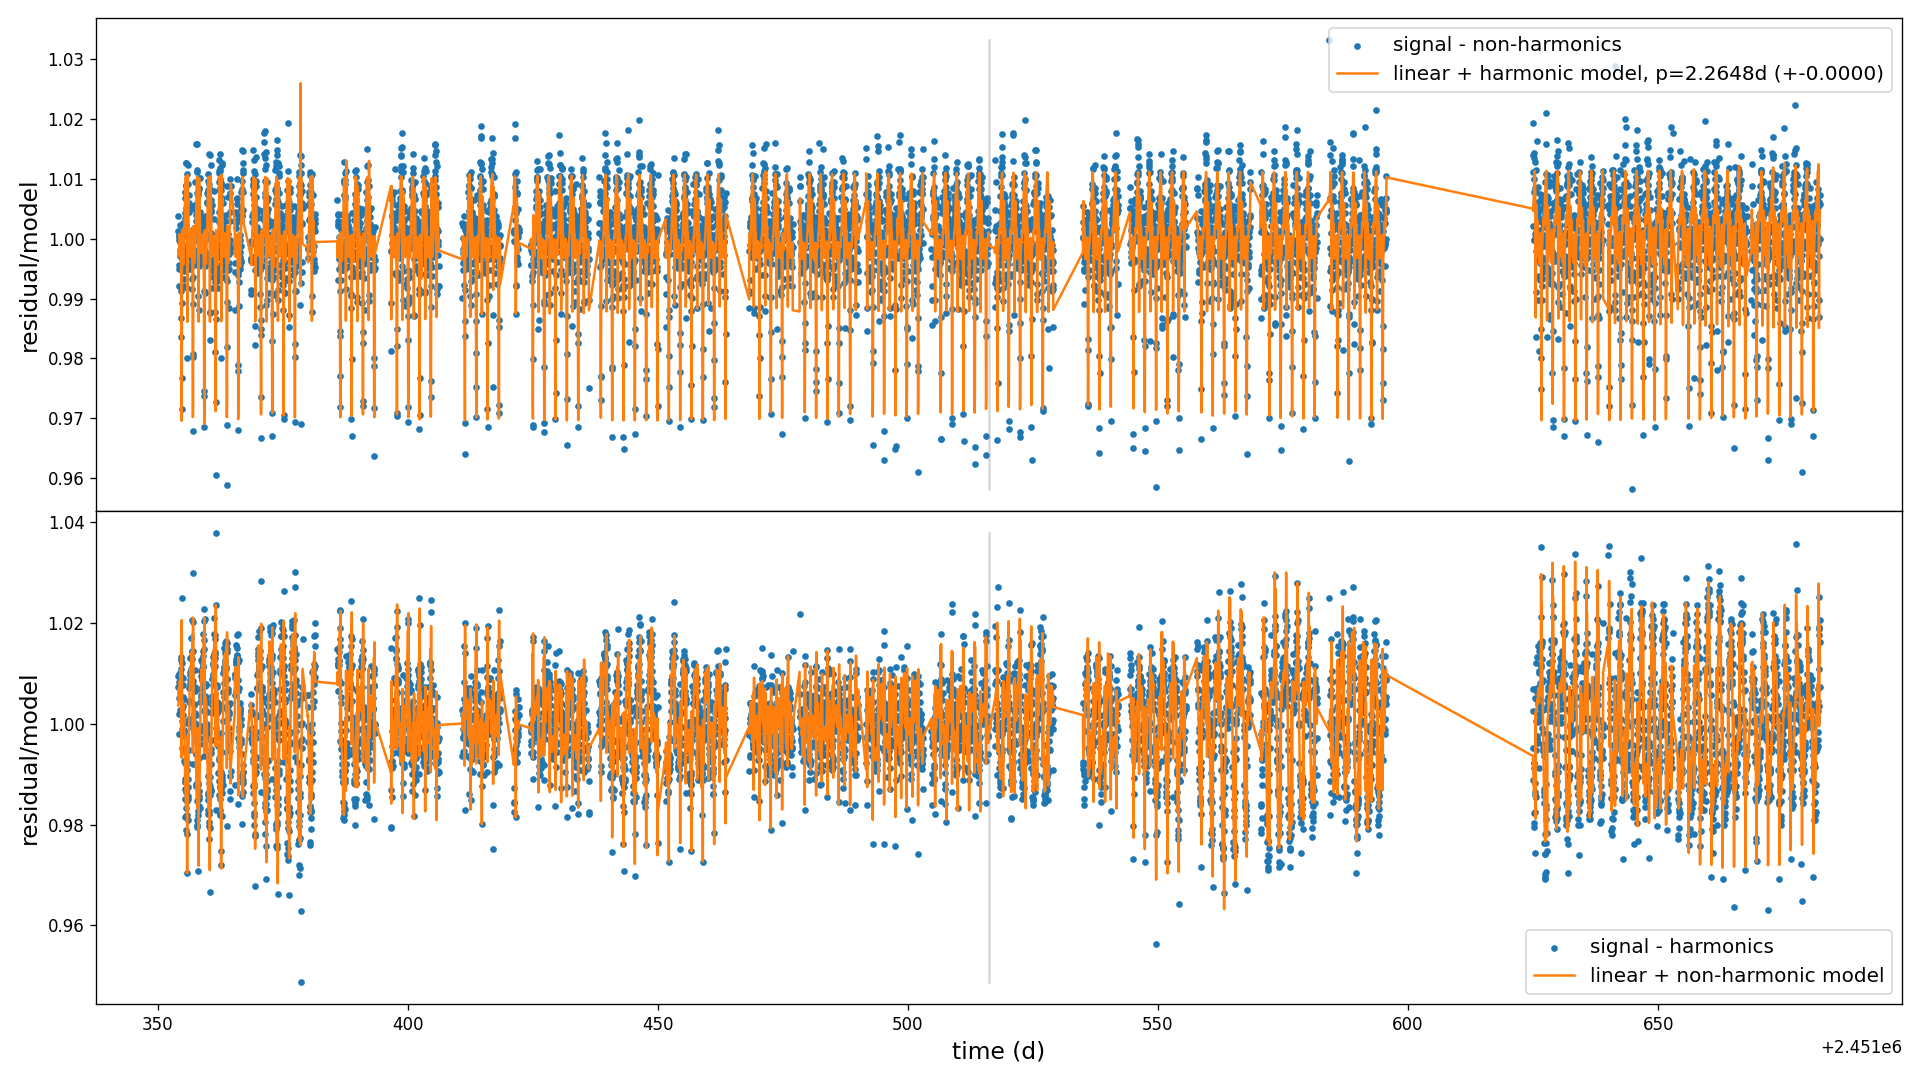 signal - non-harmonics
linear + harmonic model, p=2.2648d (+-0.0000)
1.03
1.02
1.01
1.00
0.99
0.98
0.97
0.96
residual/model
1.04
1.02
1.00
0.98
0.96
residual/model
signal - harmonics
linear + non-harmonic model
350
400
450
500
550
600
650
time (d)
+2.451e6